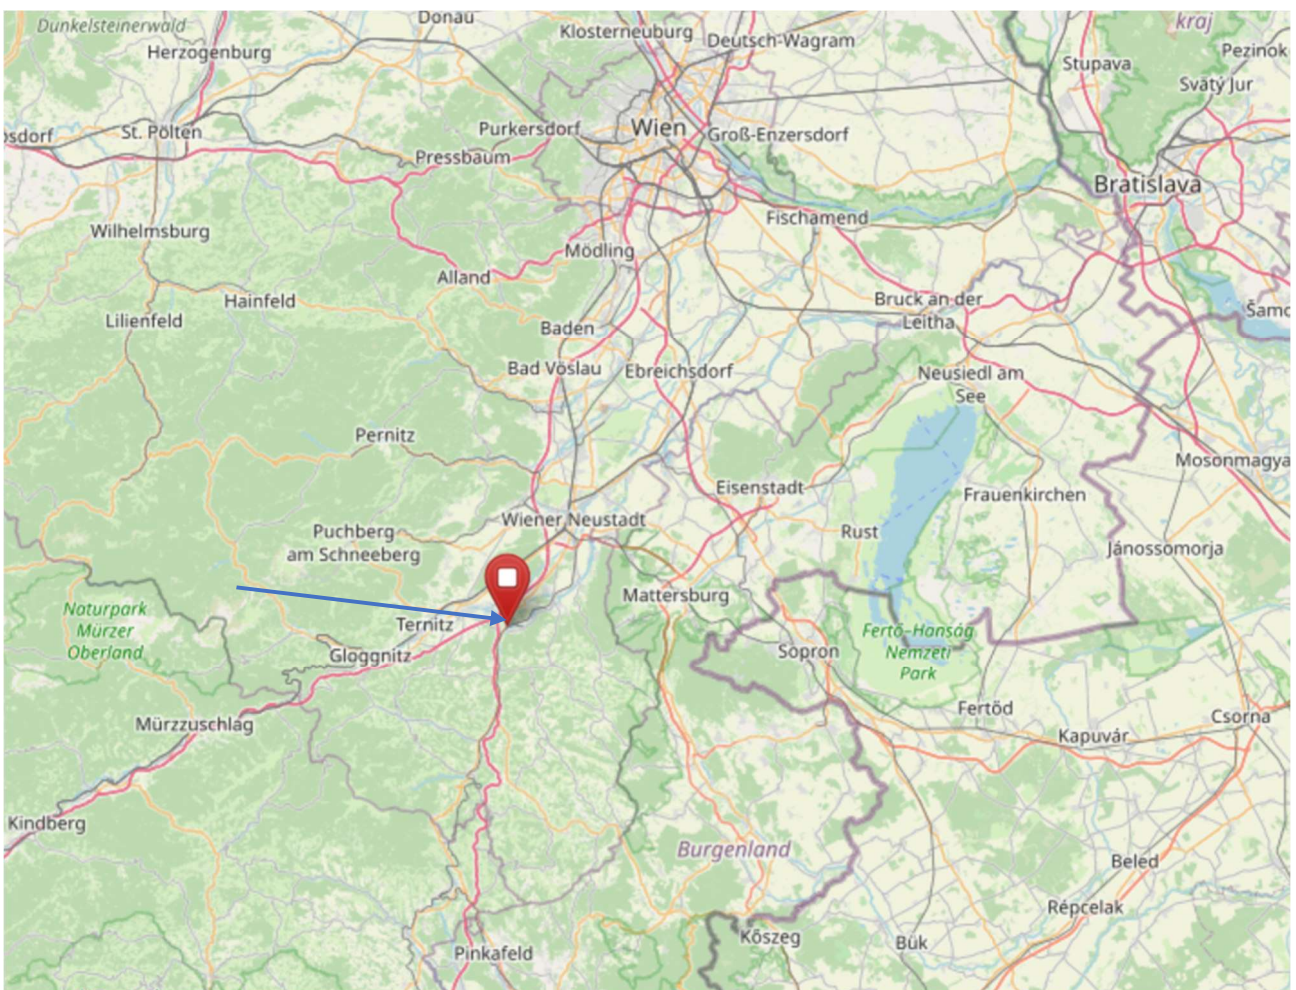 Dunkelsteinerwald
Donau
Klosterneuburg
Deutsch-Wagram
kraj
Herzogenburg
Stupava
Pezinok
Svätý Jur
osdorf
St. Pölten
Purkersdorf
Wien
Groß-Enzersdorf
Pressbaum
Bratislava
Wilhelmsburg
Fischamend
Mödling
Alland
Hainfeld
Bruck an der
Leitha
Šamo
Lilienfeld
Baden
Bad Vöslau
Ebreichsdorf
Neusiedl am
See
Pernitz
Mosonmagya
Eisenstadt
Frauenkirchen
Puchberg
am Schneeberg
Wiener Neustadt
Rust
Jánossomorja
Naturpark
Mürzer
Oberland
Mattersburg
Ternitz
Gloggnitz
Fertő-Hanság
Nemzeti
Park
Sopron
Mürzzuschlag
Fertőd
Kapuvár
Csorna
Kindberg
Burgenland
Beled
Répcelak
Pinkafeld
Kőszeg
Bük